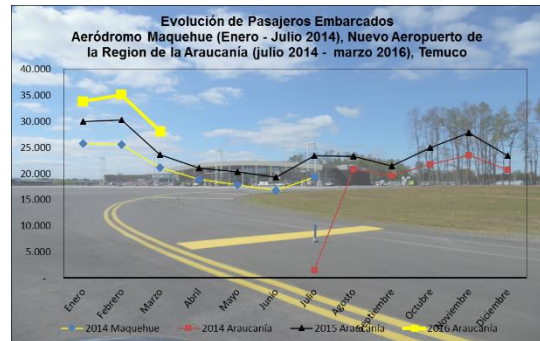 Evolución de Pasajeros Embarcados
Aeródromo Maquehue (Enero - Julio 2014), Nuevo Aeropuerto de
la Region de la Araucanía (julio 2014 - marzo 2016), Temuco
40.000
35.000
30.000
25.000
20.000
15.000
10.000
5.000
-
Enero
Febrero
Marzo
Abril
Mayo
Junio
Julio
Agosto
Septiembre
Octubre
Noviembre
Diciembre
2014 Maquehue
2014 Araucanía
2015 Araucanía
2016 Araucanía